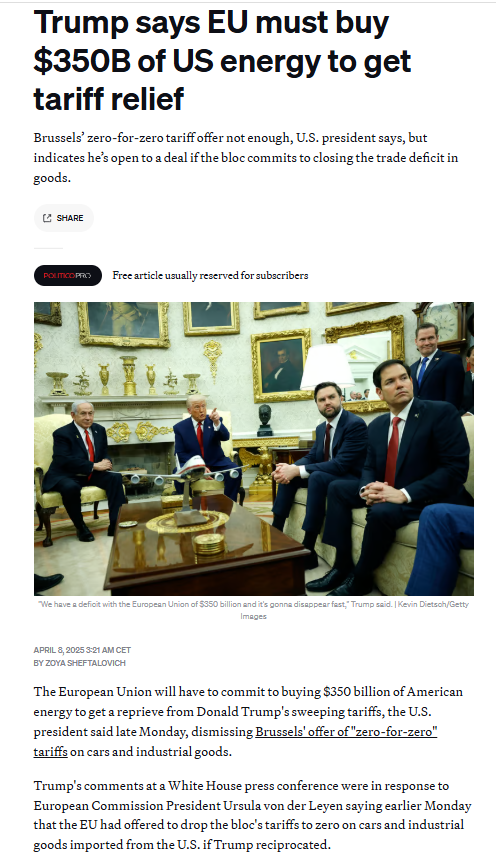 Trump says EU must buy
$350B of US energy to get
tariff relief
Brussels’ zero-for-zero tariff offer not enough, U.S. president says, but
indicates he’s open to a deal if the bloc commits to closing the trade deficit in
goods.
SHARE
POLITICOPRO Free article usually reserved for subscribers
"We have a deficit with the European Union of $350 billion and it's gonna disappear fast," Trump said. | Kevin Dietsch/Getty
Images
APRIL 8, 2025 3:21 AM CET
BY ZOYA SHEFTALOVICH
The European Union will have to commit to buying $350 billion of American
energy to get a reprieve from Donald Trump's sweeping tariffs, the U.S.
president said late Monday, dismissing Brussels' offer of "zero-for-zero"
tariffs on cars and industrial goods.
Trump's comments at a White House press conference were in response to
European Commission President Ursula von der Leyen saying earlier Monday
that the EU had offered to drop the bloc's tariffs to zero on cars and industrial
goods imported from the U.S. if Trump reciprocated.